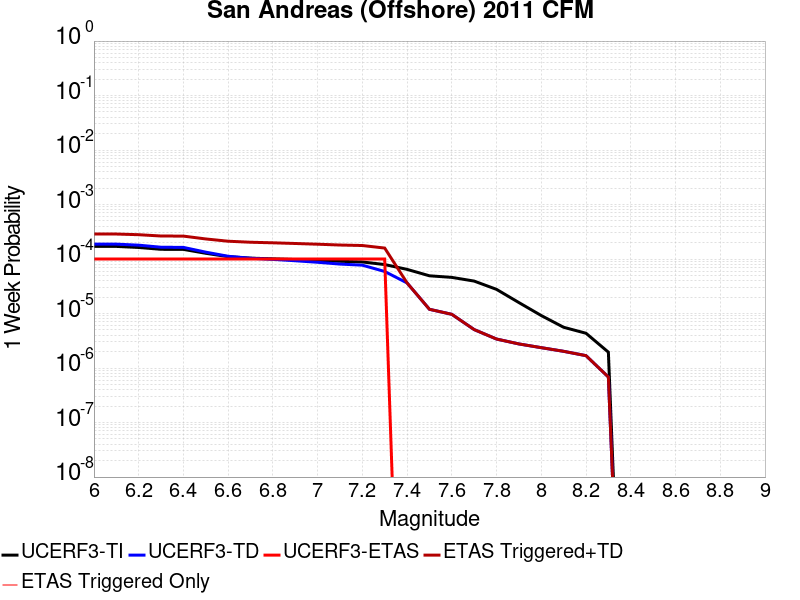 San Andreas (Offshore) 2011 CFM
10 0
10 -1
10 -2
10 -3
10 -4
10 -5
10 -6
10 -7
10 -8
1 Week Probability
6 6.2 6.4 6.6 6.8 7 7.2 7.4 7.6 7.8 8 8.2 8.4 8.6 8.8 9
Magnitude
UCERF3-TI UCERF3-TD UCERF3-ETAS ETAS Triggered+TD
ETAS Triggered Only